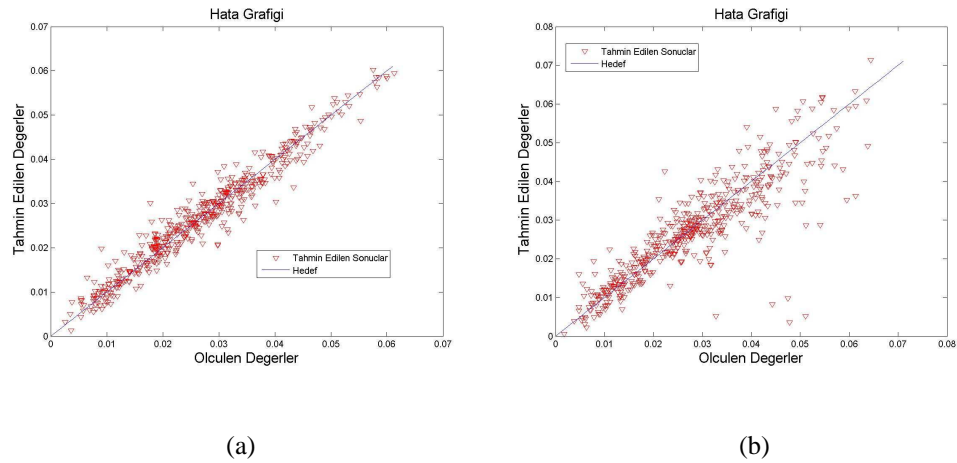 Hata Grafigi
0.07
0.06
0.05
0.04
0.03
0.02
0.01
0
Tahmin Edilen Degerler
Tahmin Edilen Sonuclar
Hedef
0 0.01 0.02 0.03 0.04 0.05 0.06 0.07
Olculen Degerler
(a)
Hata Grafigi
0.08
0.07
0.06
0.05
0.04
0.03
0.02
0.01
0
Tahmin Edilen Degerler
Tahmin Edilen Sonuclar
Hedef
0 0.01 0.02 0.03 0.04 0.05 0.06 0.07 0.08
Olculen Degerler
(b)